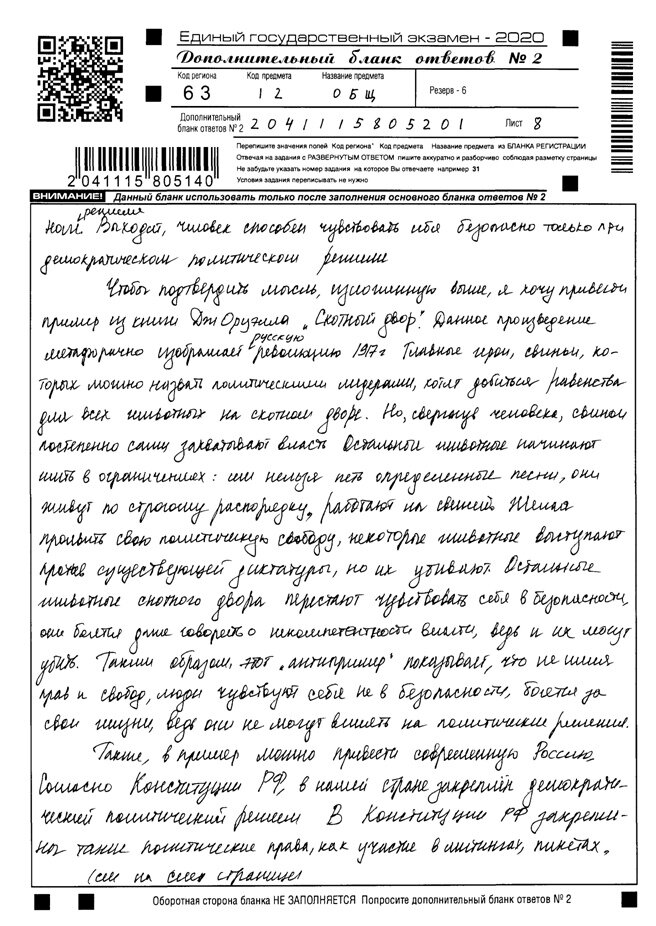 Единый государственный экзамен - 2020
Дополнительный бланк ответов № 2
Код региона Код предмета Название предмета
63 12 ОБЩ
Резерв - 6
Дополнительный бланк ответов № 2 2041115805201 Лист 8
Перепишите значения полей "Код региона" "Код предмета" "Название предмета" из БЛАНКА РЕГИСТРАЦИИ
Отвечая на задания с РАЗВЕРНУТЫМ ОТВЕТОМ пишите аккуратно и разборчиво соблюдая разметку страницы
Не забудьте указать номер задания на которое Вы отвечаете например 31
Условия задания переписывать не нужно
2 041115 805140
ВНИМАНИЕ! Данный бланк использовать только после заполнения основного бланка ответов № 2
режиме
ном. Выходит, человек способен чувствовать себя безопасно только при
демократическом политическом режиме
Чтобы подтвердить мысль, изложенную выше, я хочу привести
пример из книги Дж Оруэлла „Скотный двор". Данное произведение
русскую
метафорично изображает революцию 1917г Главные герои, свиньи, ко-
торых можно назвать политическими лидерами, хотят добиться равенства
для всех животных на скотном дворе. Но, свергнув человека, свиньи
постепенно сами захватывают власть Остальные животные начинают
жить в ограничениях: им нельзя петь определенные песни, они
живут по строгому распорядку, работают на свиней Желая
проявить свою политическую свободу, некоторые животные выступают
против существующей диктатуры, но их убивают. Остальные
животные скотного двора перестают чувствовать себя в безопасности,
они боятся даже говорить о некомпетентности власти, ведь и их могут
убить. Таким образом, этот „антипример" показывает, что не имея
прав и свобод, люди чувствуют себя не в безопасности, боятся за
свои жизни, ведь они не могут влиять на политические решения.
Также, в пример можно привести современную Россию.
Согласно Конституции РФ, в нашей стране закреплён демократи-
ческий политический режим В Конституции РФ закрепле-
ны такие политические права, как участие в митингах, пикетах,
(см на след странице)
Оборотная сторона бланка НЕ ЗАПОЛНЯЕТСЯ Попросите дополнительный бланк ответов № 2